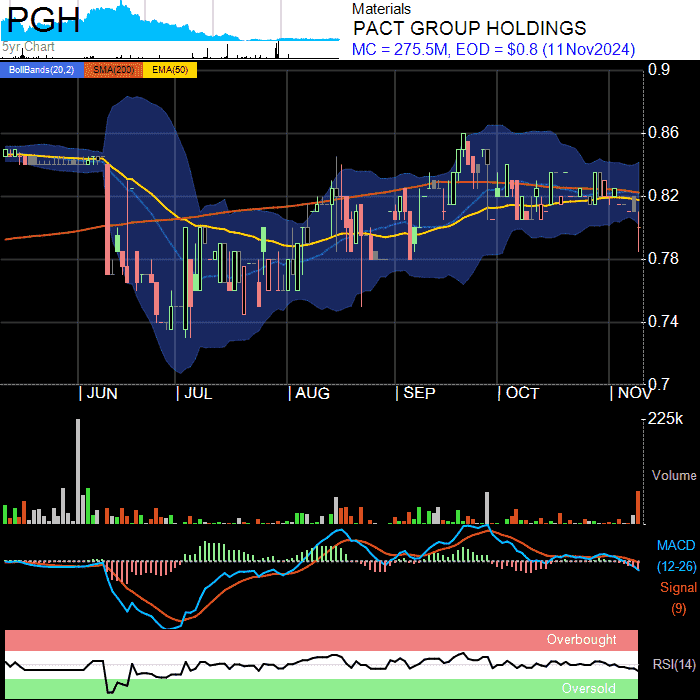 PGH
5yr Chart
Materials
PACT GROUP HOLDINGS
MC = 275.5M, EOD = $0.8 (11Nov2024)
BollBands(20,2) SMA(200) EMA(50)
0.9
0.86
0.82
0.78
0.74
0.7
JUN JUL AUG SEP OCT NOV
225k
Volume
MACD
(12-26)
Signal
(9)
Overbought
RSI(14)
Oversold